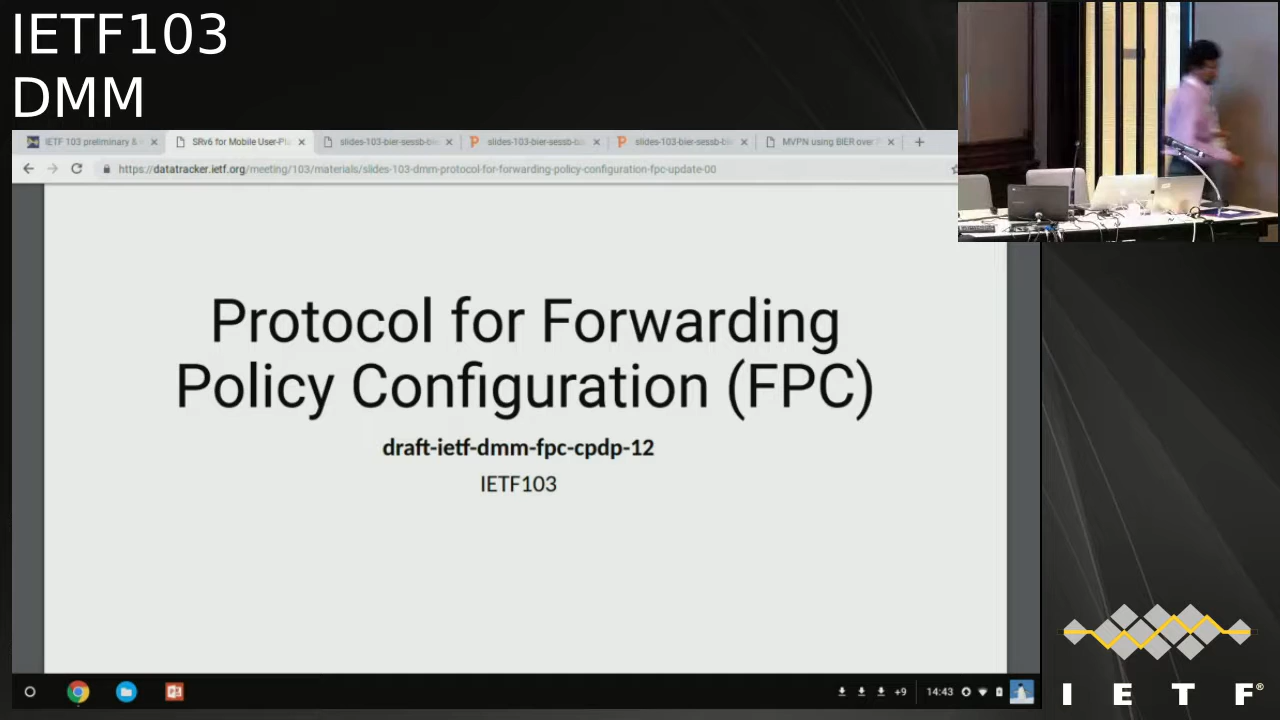 IETF103
DMM
IETF 103 preliminary &
SRv6 for Mobile User-Pl
slides-103-bier-sessb-bi
slides-103-bier-sessb-b
slides-103-bier-sessb-b
MVPN using BIER over
https://datatracker.ietf.org/meeting/103/materials/slides-103-dmm-protocol-for-forwarding-policy-configuration-fpc-update-00
Protocol for Forwarding
Policy Configuration (FPC)
draft-ietf-dmm-fpc-cpdp-12
IETF103
+9 14:43
I E T F®